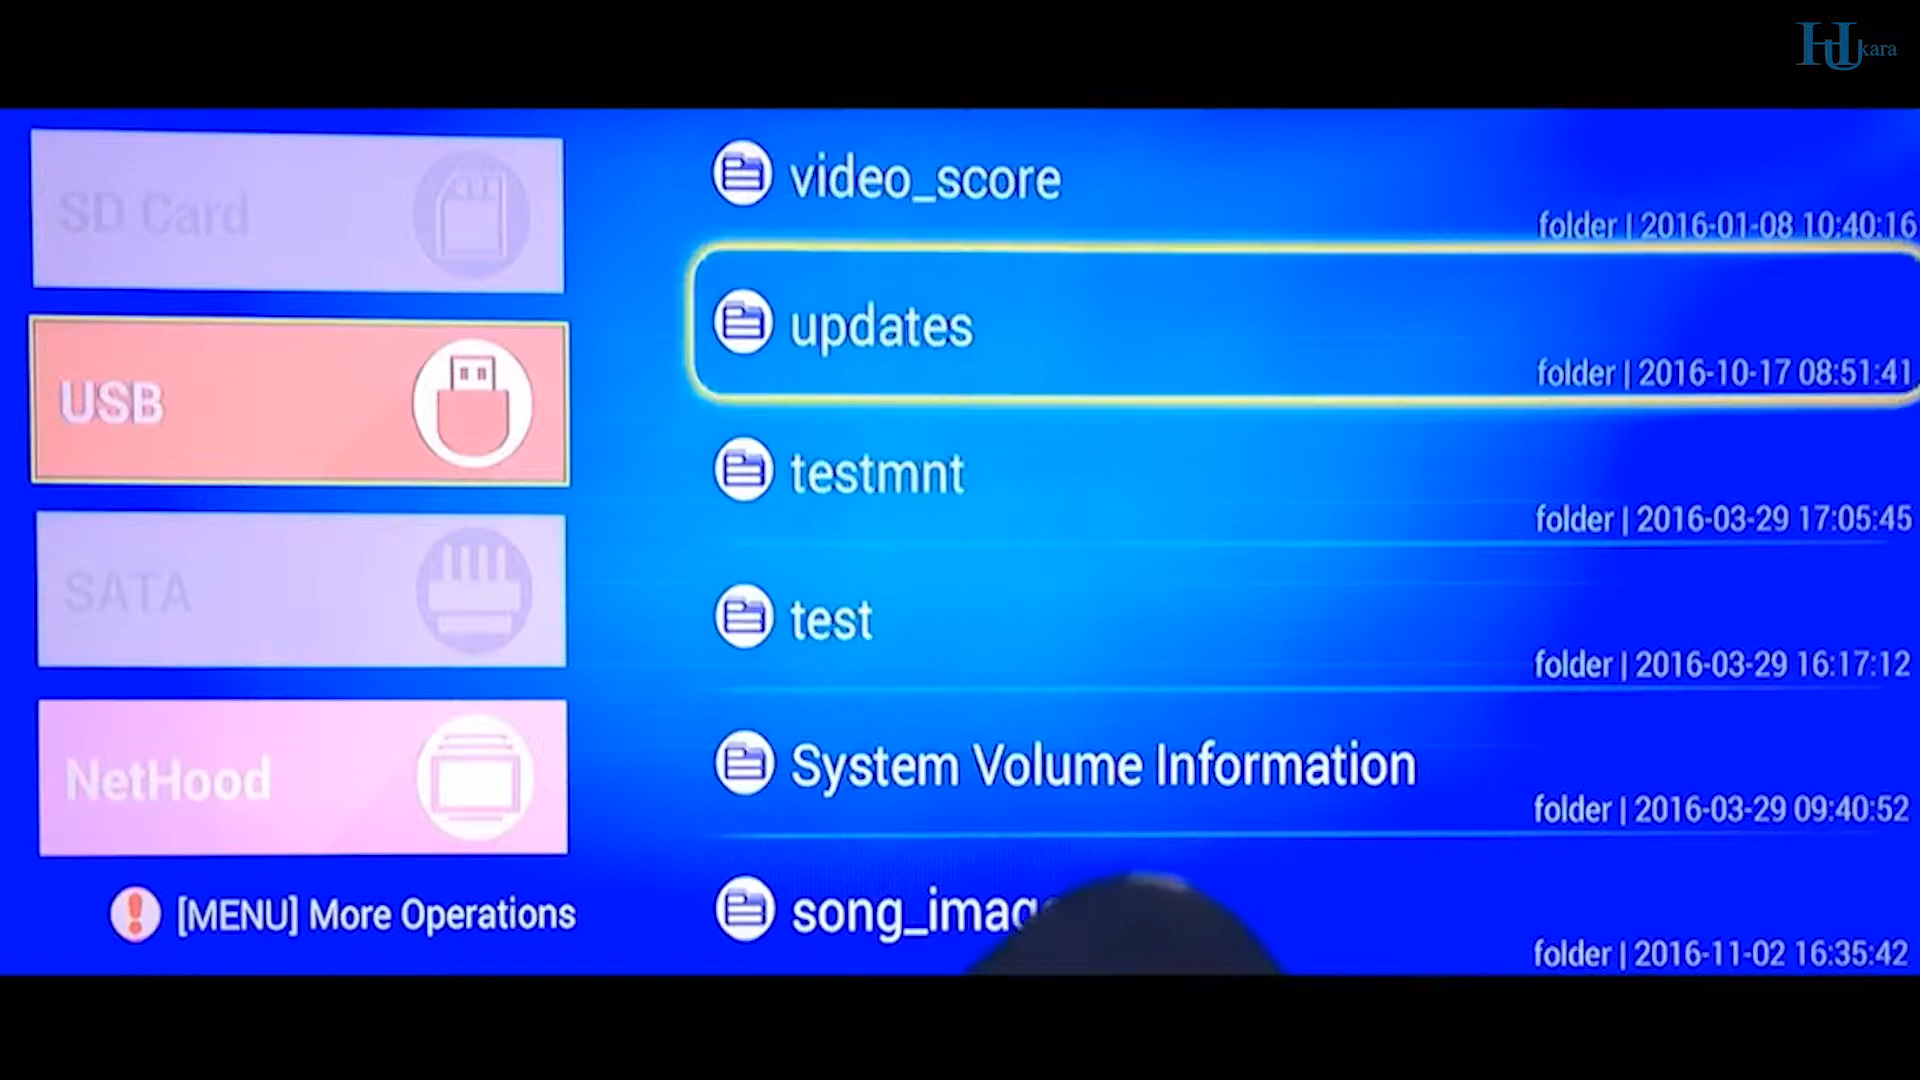 HU kara
SD Card
USB
SATA
NetHood
[MENU] More Operations
video_score
folder | 2016-01-08 10:40:16
updates
folder | 2016-10-17 08:51:41
testmnt
folder | 2016-03-29 17:05:45
test
folder | 2016-03-29 16:17:12
System Volume Information
folder | 2016-03-29 09:40:52
song_imag
folder | 2016-11-02 16:35:42